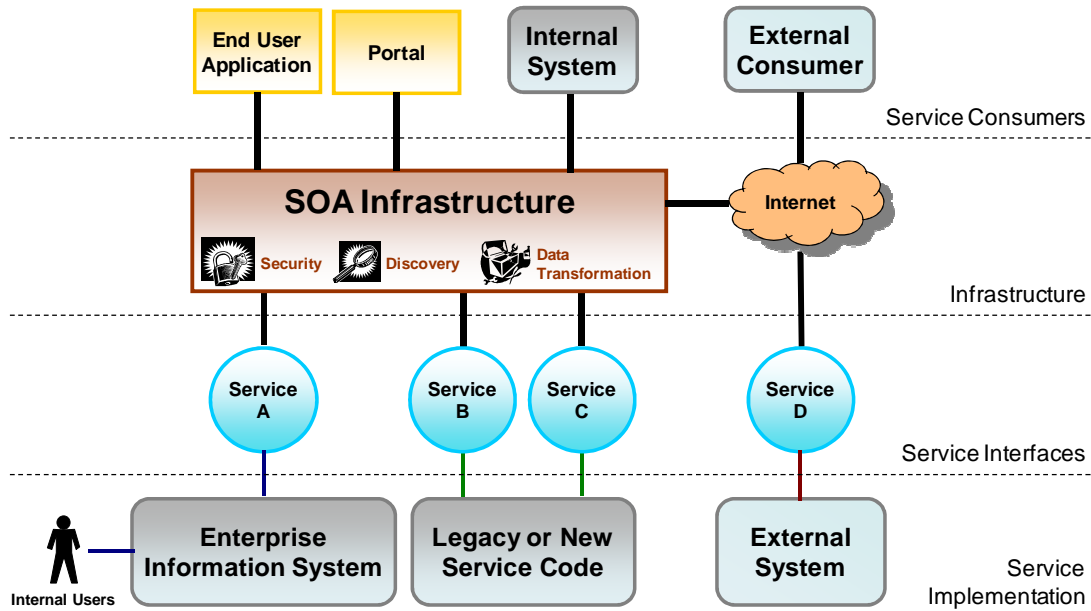 End User
Application
Portal
Internal
System
External
Consumer
Service Consumers
SOA Infrastructure
Internet
Security
Discovery
Data
Transformation
Infrastructure
Service
A
Service
B
Service
C
Service
D
Service Interfaces
Enterprise
Information System
Legacy or New
Service Code
External
System
Internal Users
Service
Implementation